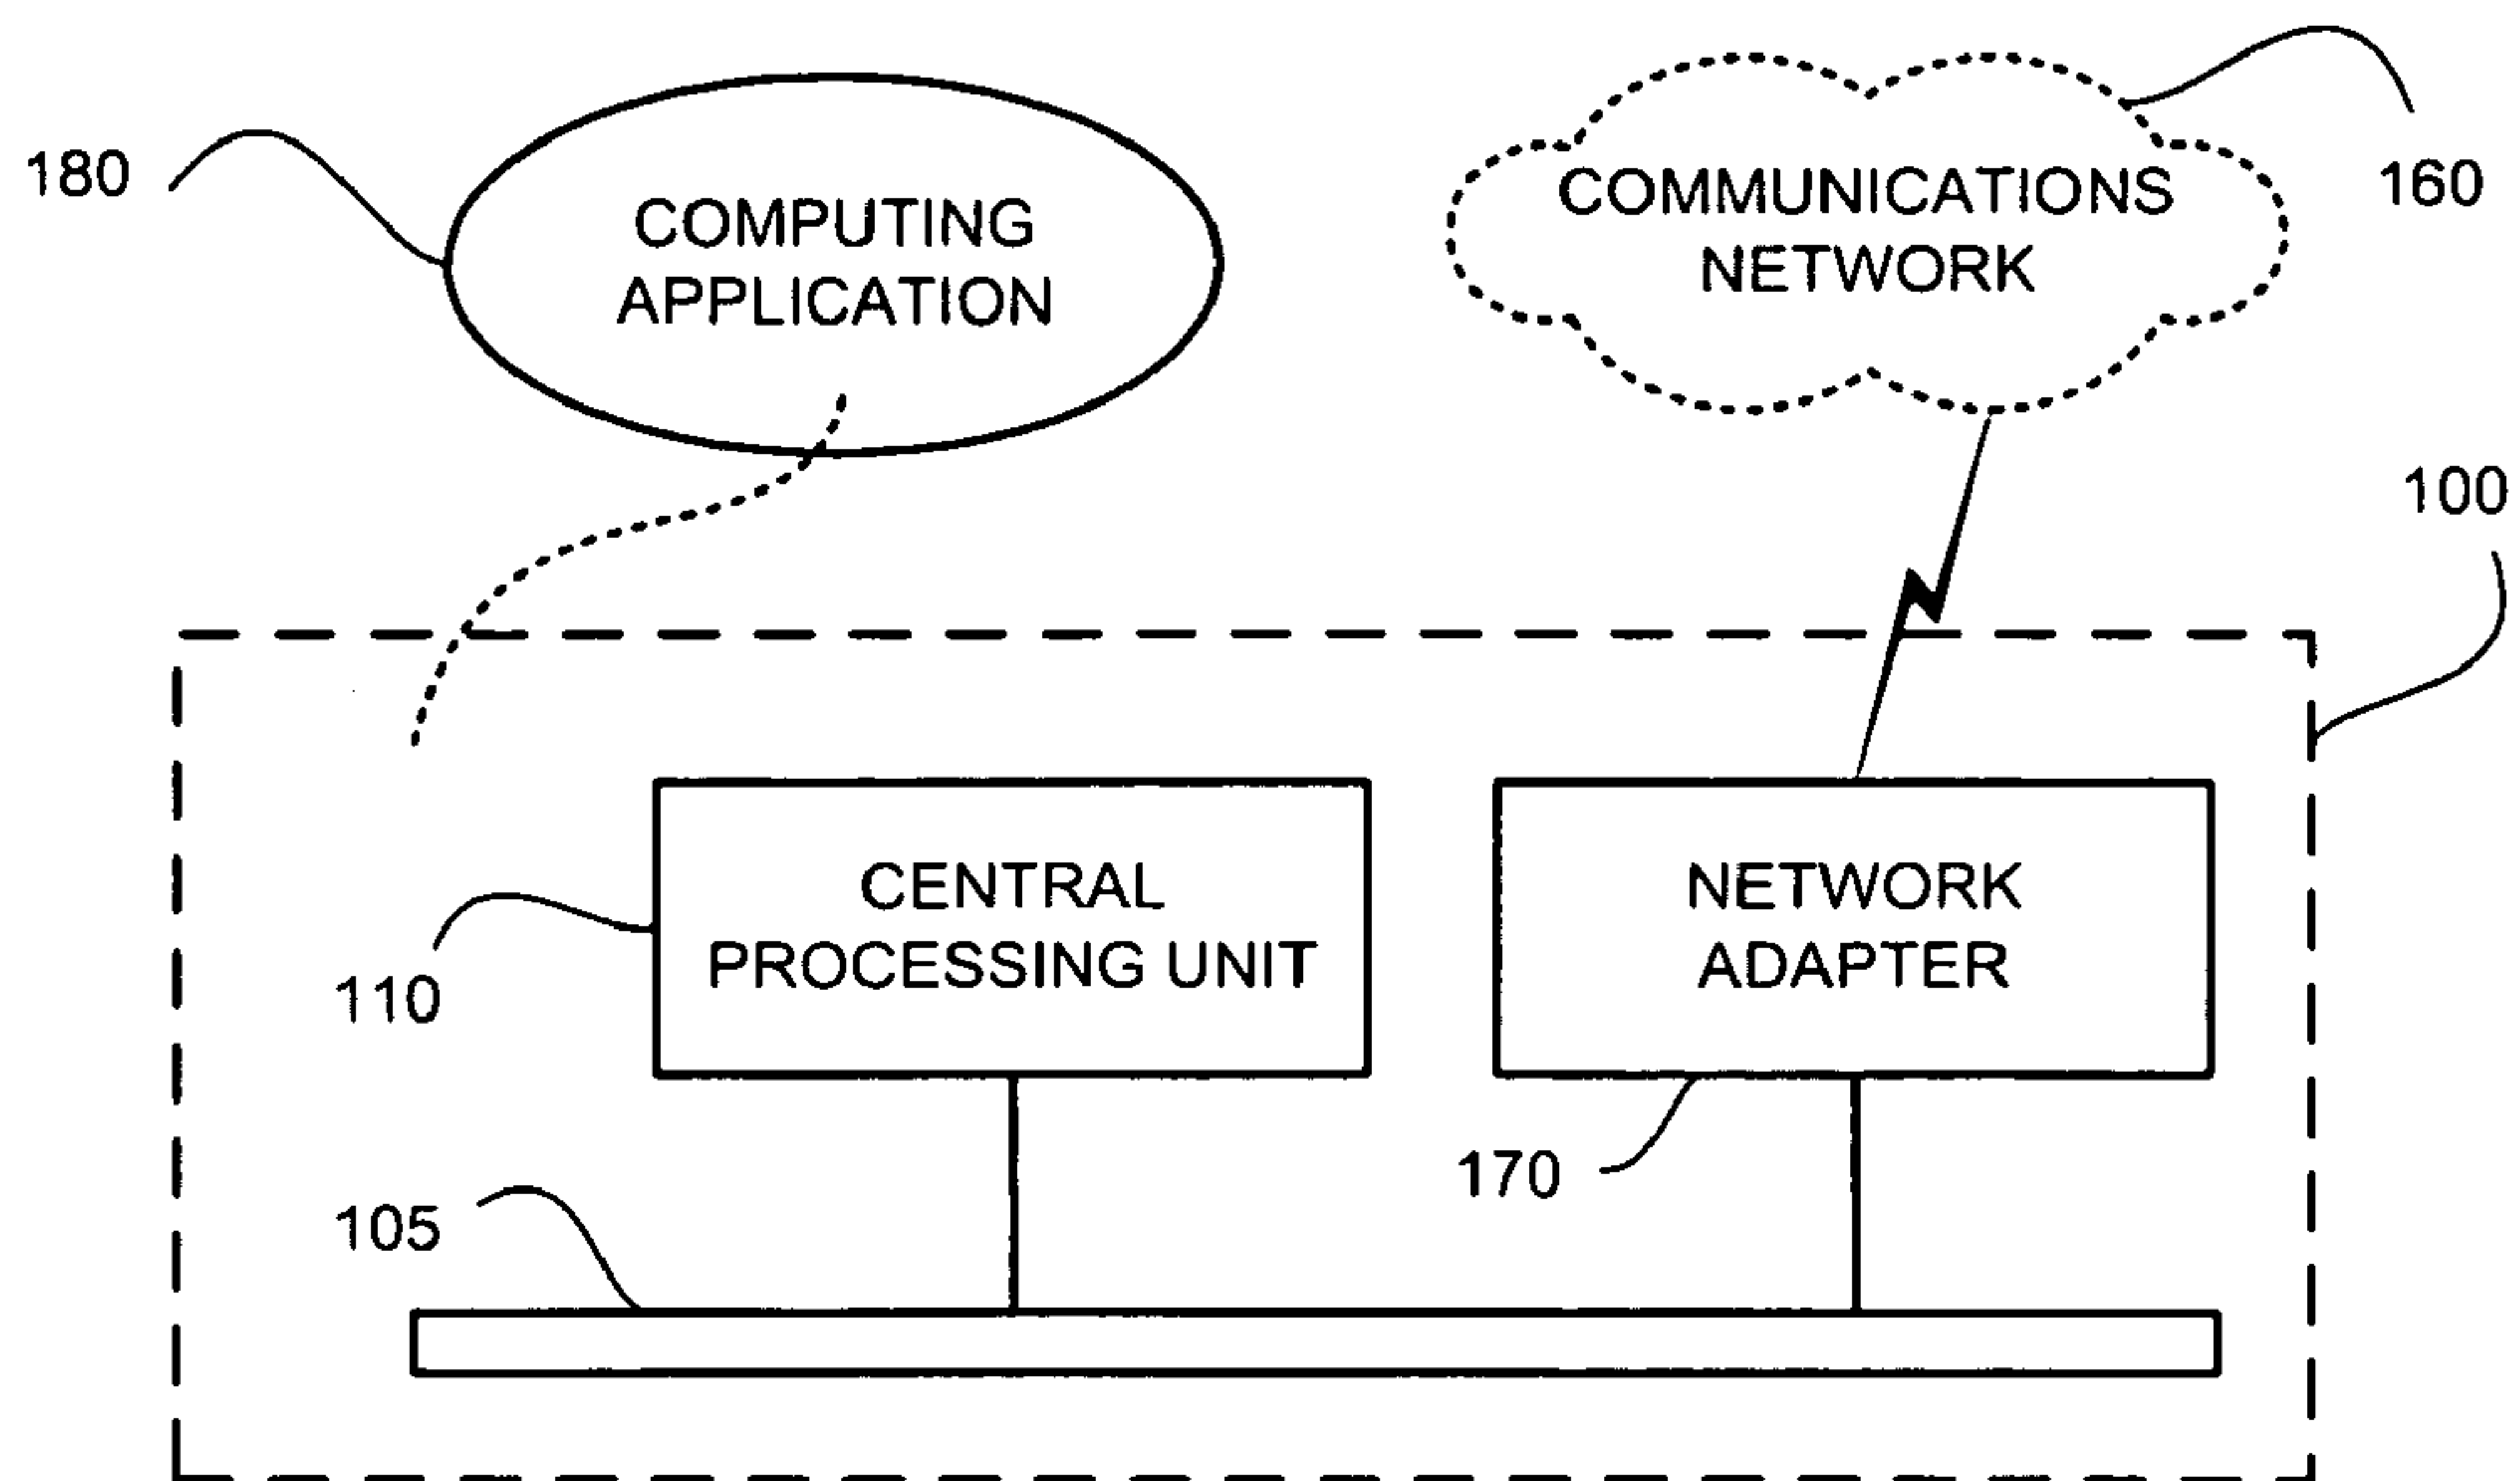 180
COMPUTING
APPLICATION
COMMUNICATIONS
NETWORK
160
100
CENTRAL
PROCESSING UNIT
NETWORK
ADAPTER
110
170
105